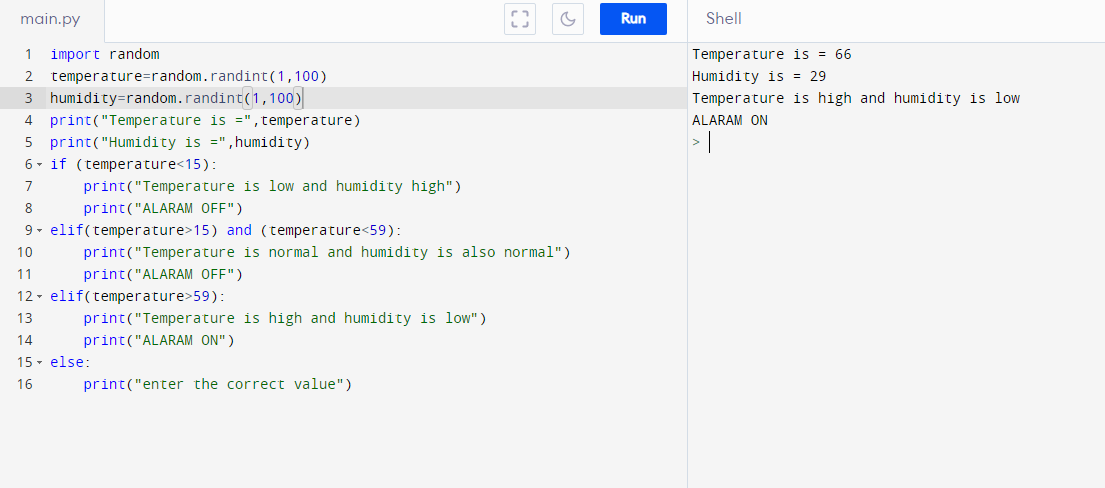 main.py
Run
Shell
1 import random
2 temperature=random.randint(1,100)
3 humidity=random.randint(1,100)
4 print("Temperature is =",temperature)
5 print("Humidity is =",humidity)
6 if (temperature<15):
7 print("Temperature is low and humidity high")
8 print("ALARAM OFF")
9 elif(temperature>15) and (temperature<59):
10 print("Temperature is normal and humidity is also normal")
11 print("ALARAM OFF")
12 elif(temperature>59):
13 print("Temperature is high and humidity is low")
14 print("ALARAM ON")
15 else:
16 print("enter the correct value")
Temperature is = 66
Humidity is = 29
Temperature is high and humidity is low
ALARAM ON
>